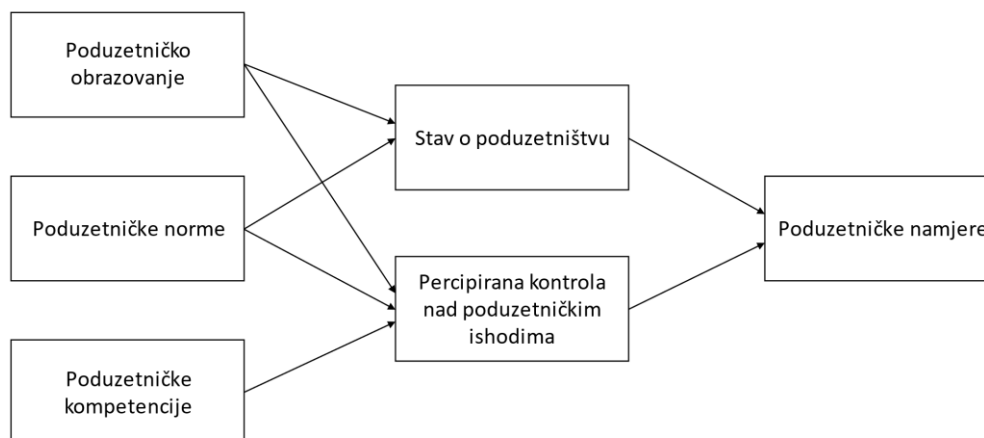 Poduzetničko
obrazovanje
Poduzetničke norme
Poduzetničke
kompetencije
Stav o poduzetništvu
Percipirana kontrola
nad poduzetničkim
ishodima
Poduzetničke namjere